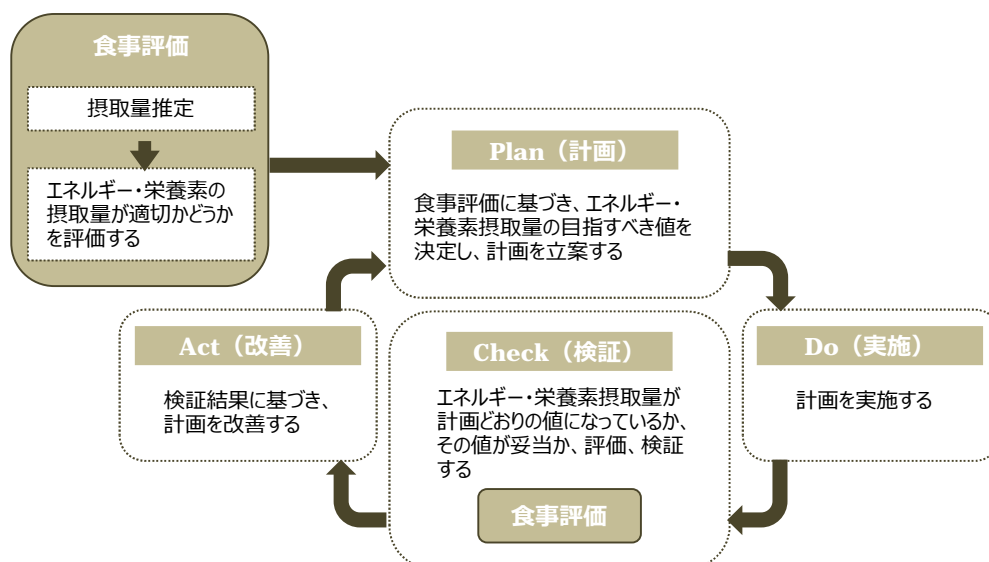 食事評価
摂取量推定
エネルギー・栄養素の
摂取量が適切かどうか
を評価する
Plan（計画）
食事評価に基づき、エネルギー・
栄養素摂取量の目指すべき値を
決定し、計画を立案する
Do（実施）
計画を実施する
Check（検証）
エネルギー・栄養素摂取量が
計画どおりの値になっているか、
その値が妥当か、評価、検証
する
食事評価
Act（改善）
検証結果に基づき、
計画を改善する